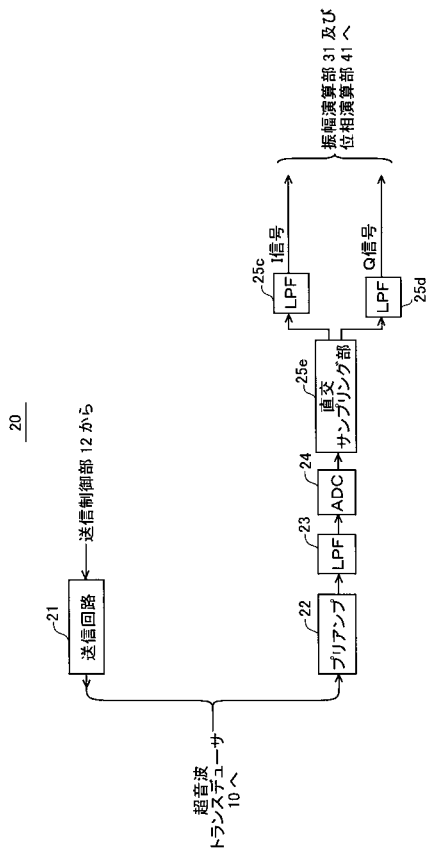 20
21
送信回路
送信制御部 12 から
超音波
トランスデューサ
10 へ
22
プリアンプ
23
LPF
24
ADC
25e
直交
サンプリング部
25c
LPF
I信号
LPF
25d
Q信号
振幅演算部 31 及び
位相演算部 41 へ